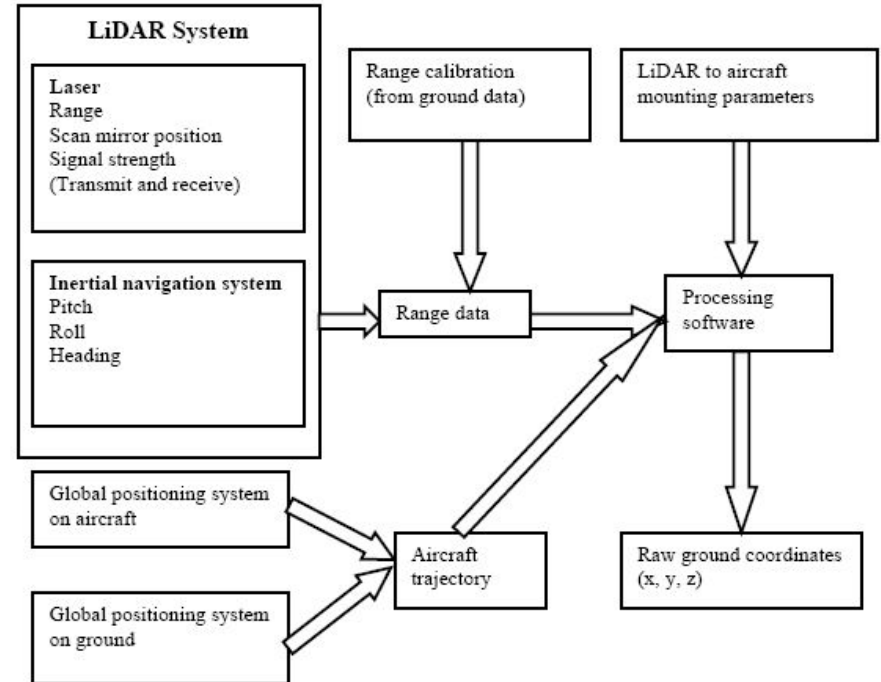 LiDAR System
Laser
Range
Scan mirror position
Signal strength
(Transmit and receive)
Inertial navigation system
Pitch
Roll
Heading
Range calibration
(from ground data)
LiDAR to aircraft
mounting parameters
Range data
Processing
software
Global positioning system
on aircraft
Global positioning system
on ground
Aircraft
trajectory
Raw ground coordinates
(x, y, z)